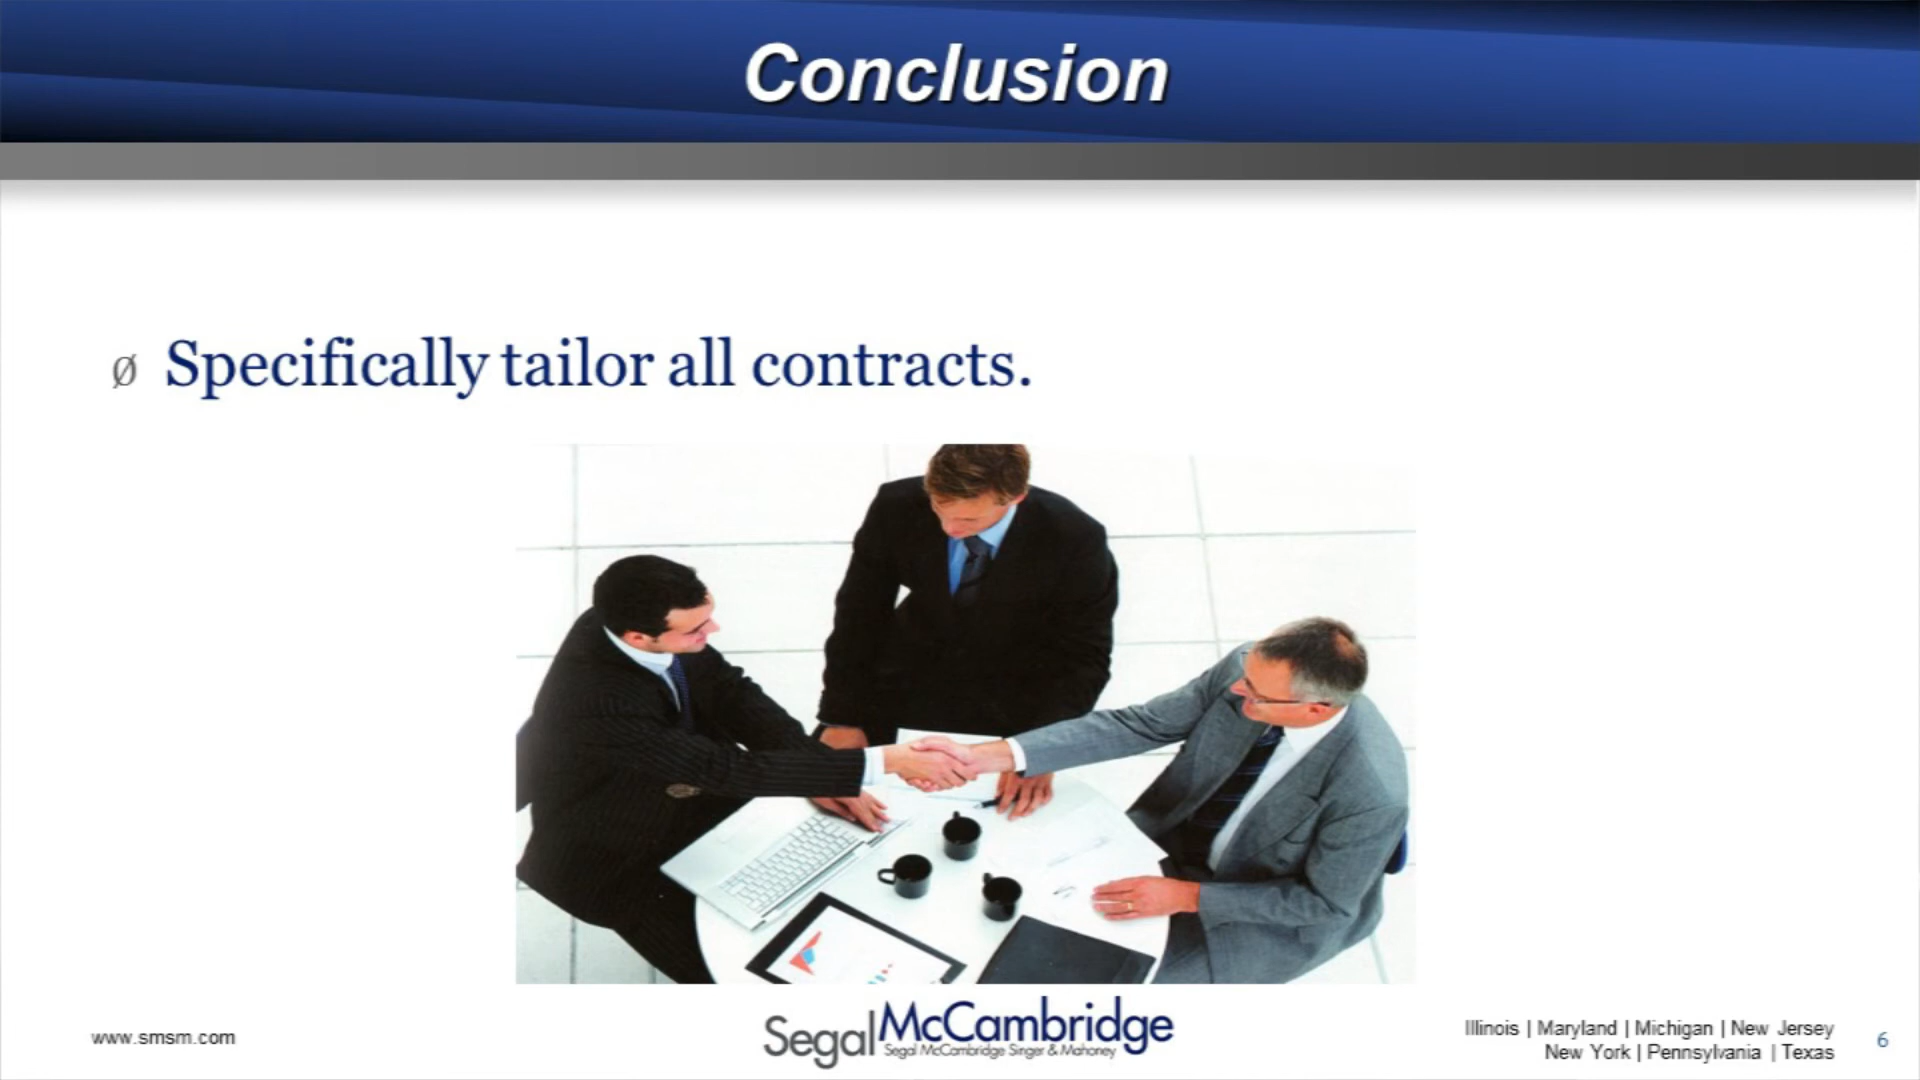 Conclusion
Ø Specifically tailor all contracts.
www.smsm.com
Segal McCambridge
Segal McCambridge Singer & Mahoney
Illinois | Maryland | Michigan | New Jersey
New York | Pennsylvania | Texas
6